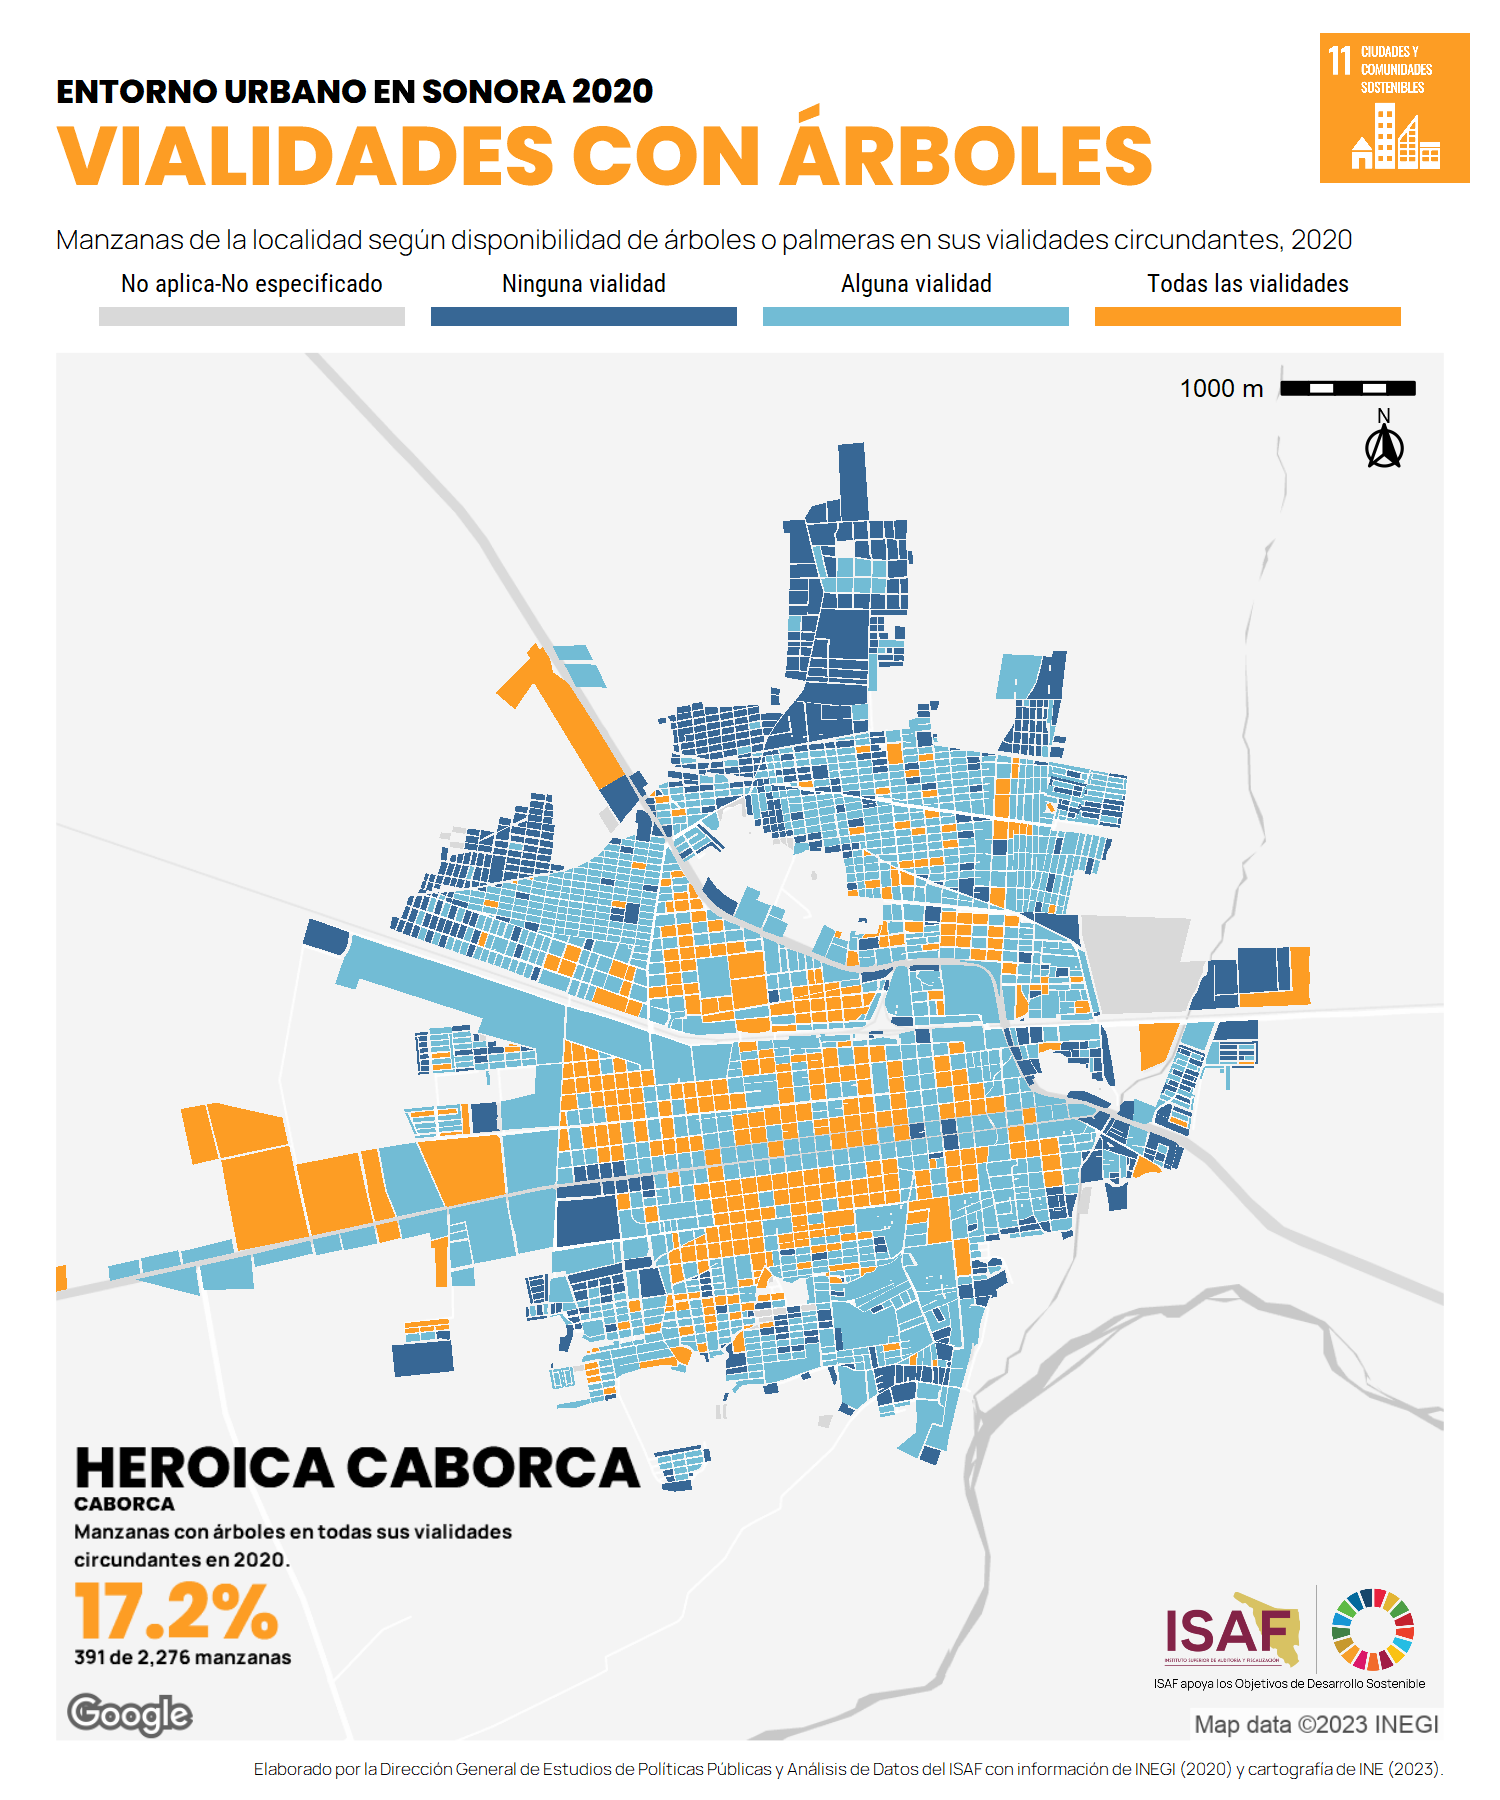 11 CIUDADES Y
COMUNIDADES
SOSTENIBLES
ENTORNO URBANO EN SONORA 2020
VIALIDADES CON ÁRBOLES
Manzanas de la localidad según disponibilidad de árboles o palmeras en sus vialidades circundantes, 2020
No aplica-No especificado
Ninguna vialidad
Alguna vialidad
Todas las vialidades
1000 m
N
HEROICA CABORCA
CABORCA
Manzanas con árboles en todas sus vialidades
circundantes en 2020.
17.2%
391 de 2,276 manzanas
Google
ISAF
INSTITUTO SUPERIOR DE AUDITORÍA Y FISCALIZACIÓN
ISAF apoya los Objetivos de Desarrollo Sostenible
Map data ©2023 INEGI
Elaborado por la Dirección General de Estudios de Políticas Públicas y Análisis de Datos del ISAF con información de INEGI (2020) y cartografía de INE (2023).